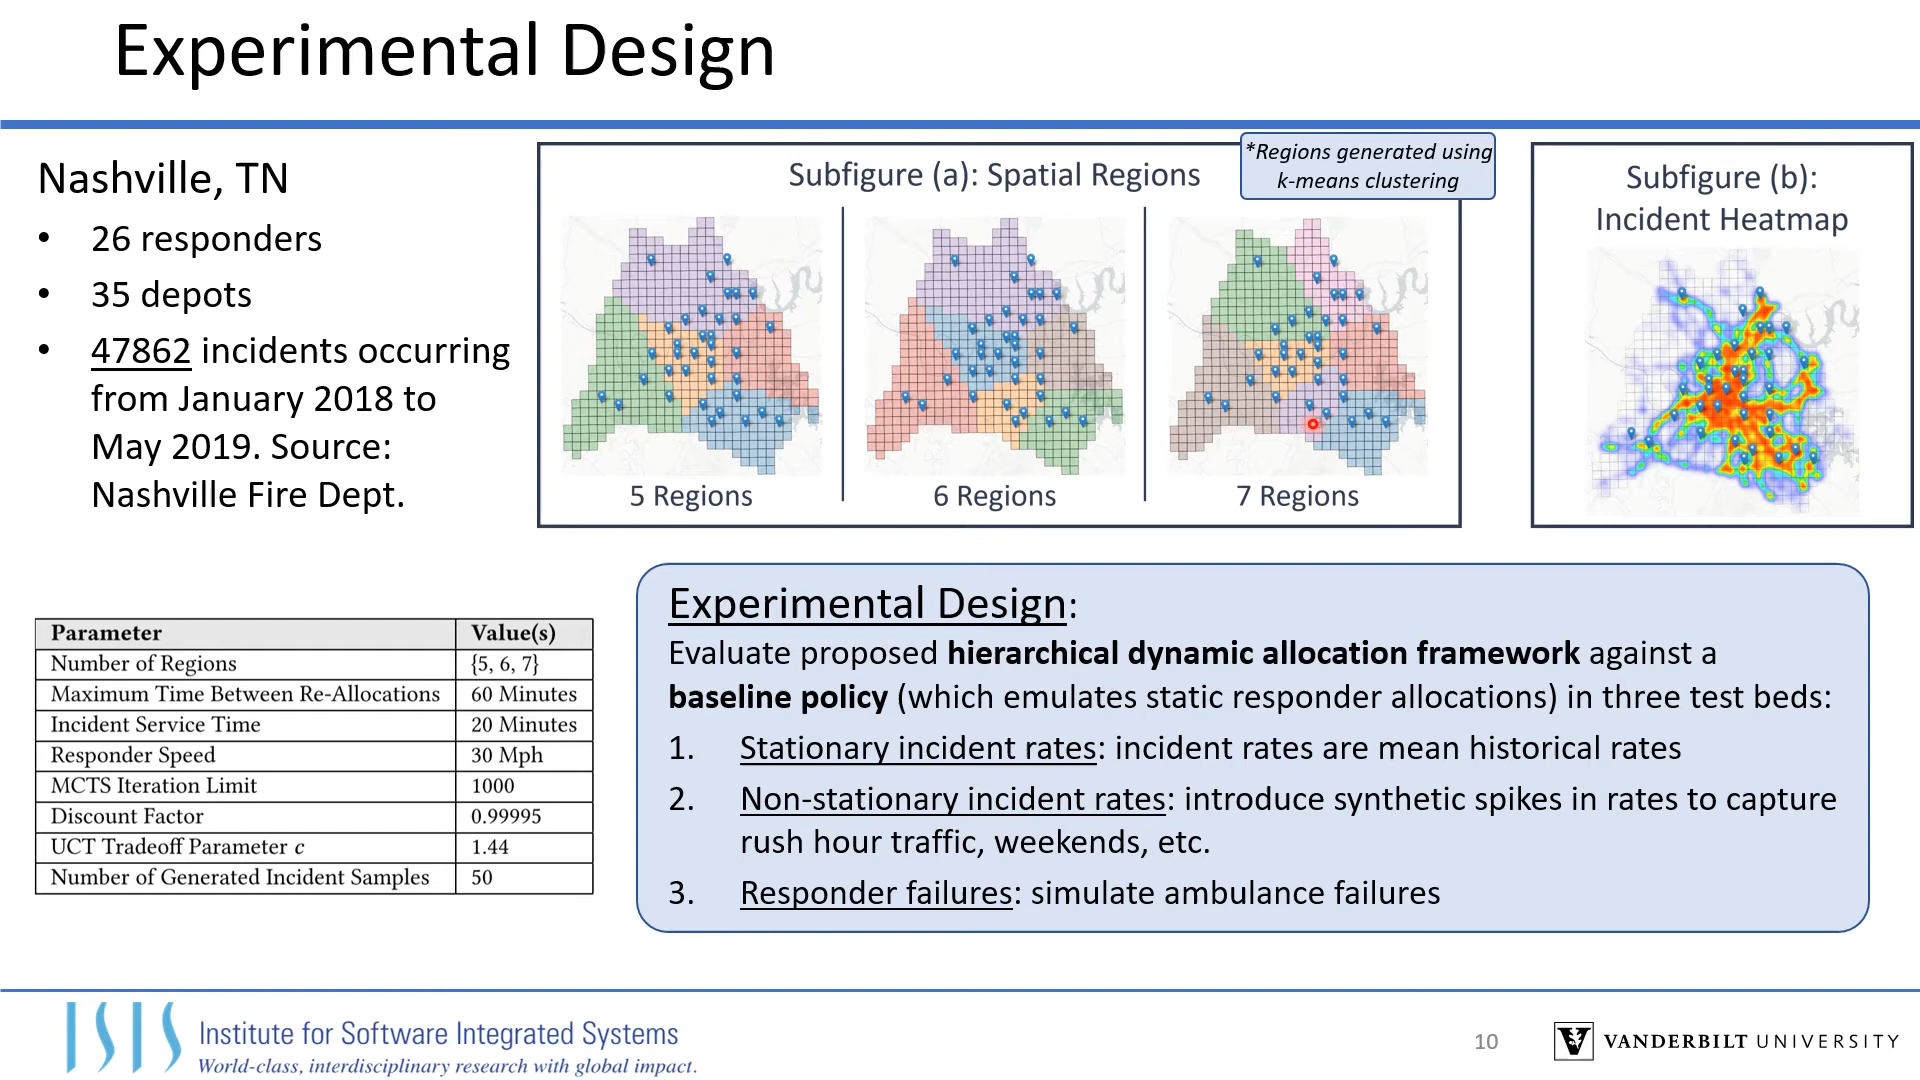 Experimental Design
Nashville, TN
• 26 responders
• 35 depots
• 47862 incidents occurring
from January 2018 to
May 2019. Source:
Nashville Fire Dept.
Subfigure (a): Spatial Regions
*Regions generated using
k-means clustering
5 Regions
6 Regions
7 Regions
Subfigure (b):
Incident Heatmap
Parameter Value(s)
Number of Regions {5, 6, 7}
Maximum Time Between Re-Allocations 60 Minutes
Incident Service Time 20 Minutes
Responder Speed 30 Mph
MCTS Iteration Limit 1000
Discount Factor 0.99995
UCT Tradeoff Parameter c 1.44
Number of Generated Incident Samples 50
Experimental Design:
Evaluate proposed hierarchical dynamic allocation framework against a
baseline policy (which emulates static responder allocations) in three test beds:
1. Stationary incident rates: incident rates are mean historical rates
2. Non-stationary incident rates: introduce synthetic spikes in rates to capture
rush hour traffic, weekends, etc.
3. Responder failures: simulate ambulance failures
ISIS
Institute for Software Integrated Systems
World-class, interdisciplinary research with global impact.
10
V
VANDERBILT UNIVERSITY